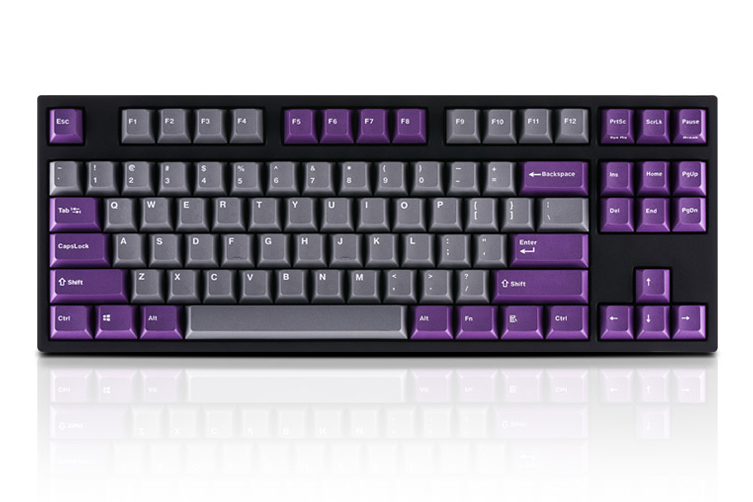 Esc F1 F2 F3 F4 F5 F6 F7 F8 F9 F10 F11 F12 PrtSc ScrLk Pause
~ ! @ # $ % ^ & * ( ) _ + ←Backspace Ins Home PgUp
` 1 2 3 4 5 6 7 8 9 0 - =
Tab Q W E R T Y U I O P { } | Del End PgDn
[ ] \
CapsLock A S D F G H J K L : " Enter
; '
⇧Shift Z X C V B N M < > ? ⇧Shift ↑
, . /
Ctrl Alt Alt Fn Ctrl ← ↓ →